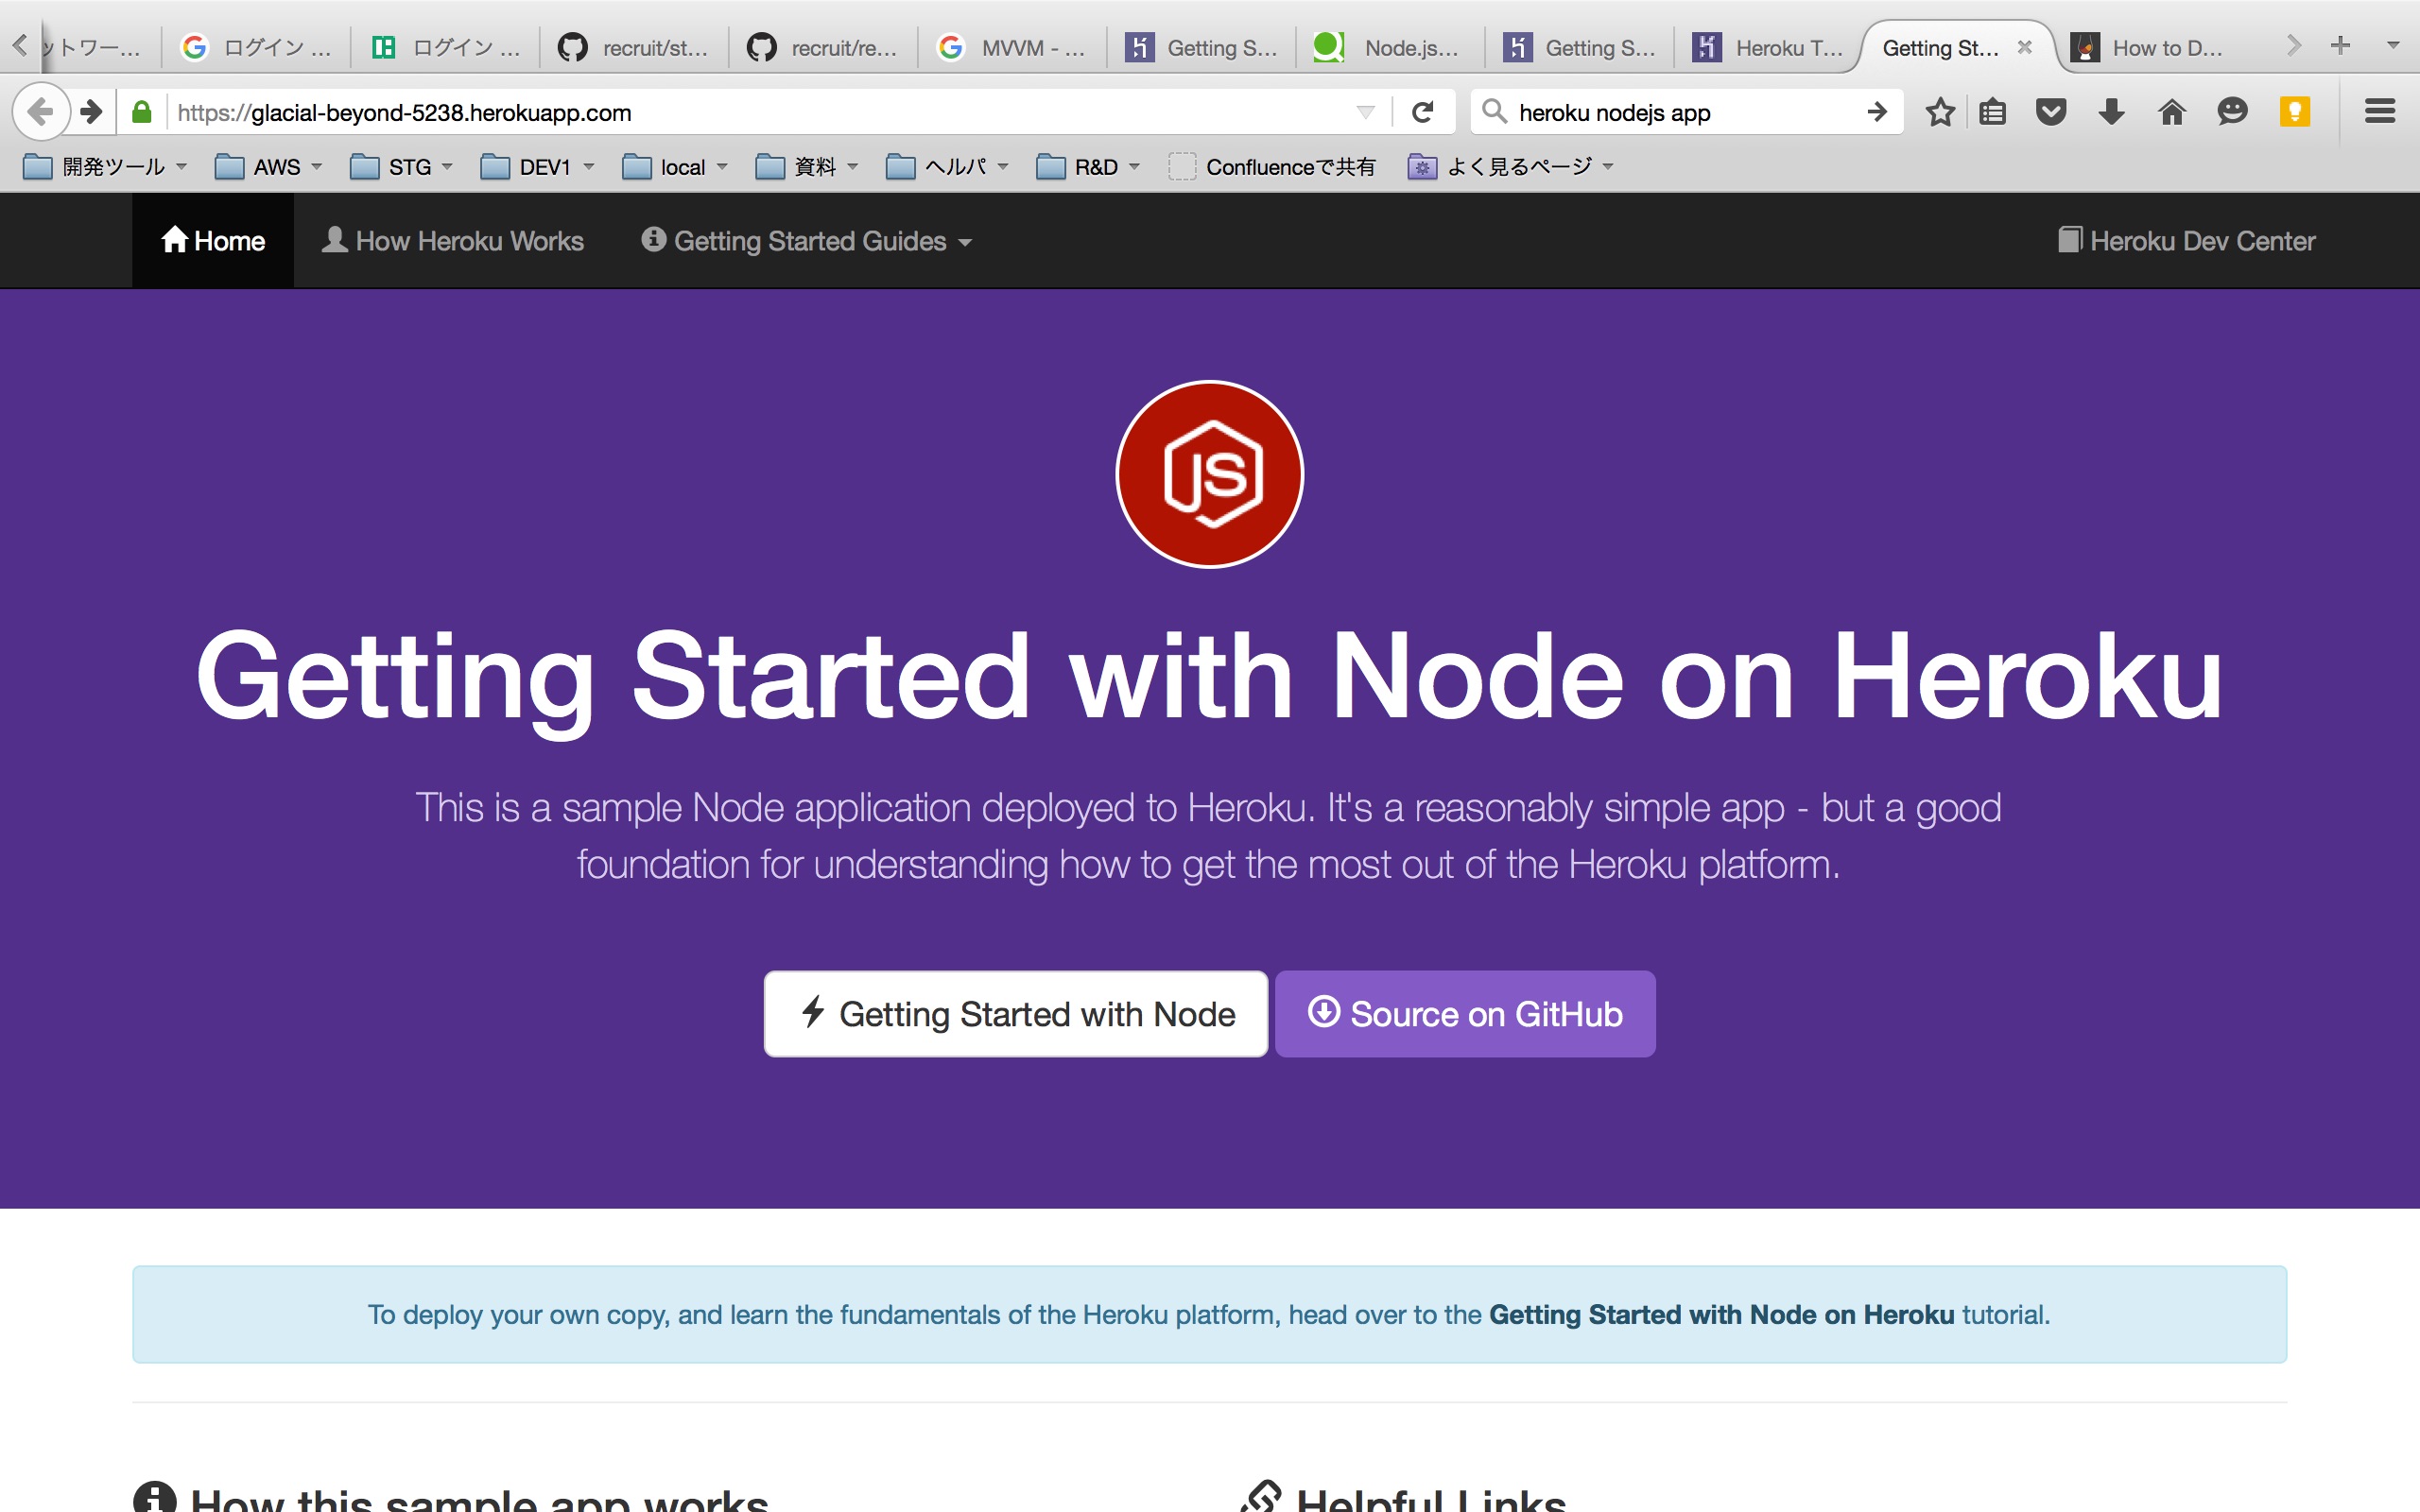 ットワー...
ログイン ...
ログイン ...
recruit/st...
recruit/re...
MVVM - ...
Getting S...
Node.js...
Getting S...
Heroku T...
Getting St...
How to D...
https://glacial-beyond-5238.herokuapp.com
heroku nodejs app
開発ツール
AWS
STG
DEV1
local
資料
ヘルパ
R&D
Confluenceで共有
よく見るページ
Home
How Heroku Works
Getting Started Guides
Heroku Dev Center
JS
Getting Started with Node on Heroku
This is a sample Node application deployed to Heroku. It's a reasonably simple app - but a good
foundation for understanding how to get the most out of the Heroku platform.
Getting Started with Node
Source on GitHub
To deploy your own copy, and learn the fundamentals of the Heroku platform, head over to the Getting Started with Node on Heroku tutorial.
How this sample app works
Helpful Links